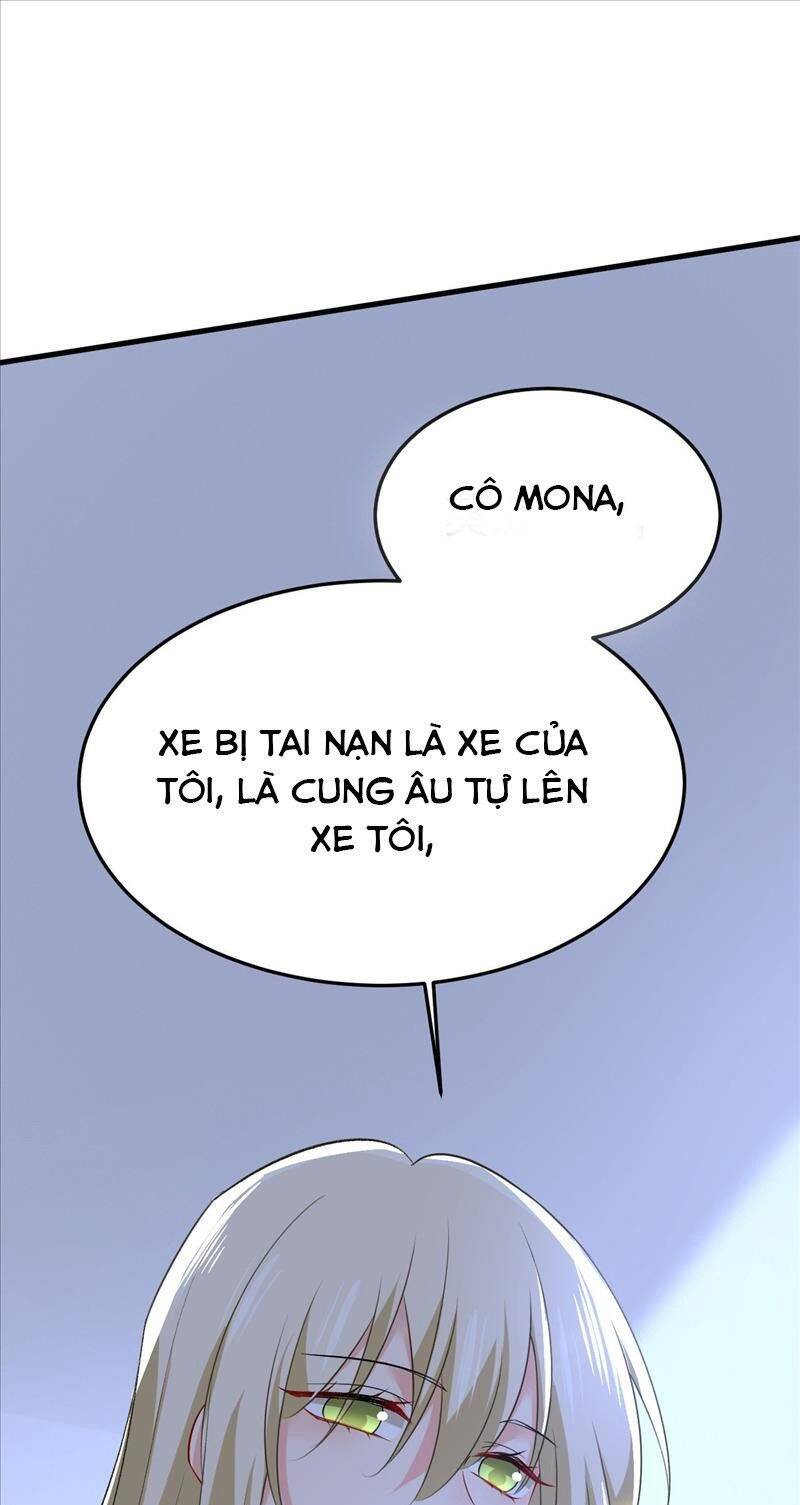 CÔ MONA,
XE BỊ TAI NẠN LÀ XE CỦA
TÔI, LÀ CUNG ÂU TỰ LÊN
XE TÔI,